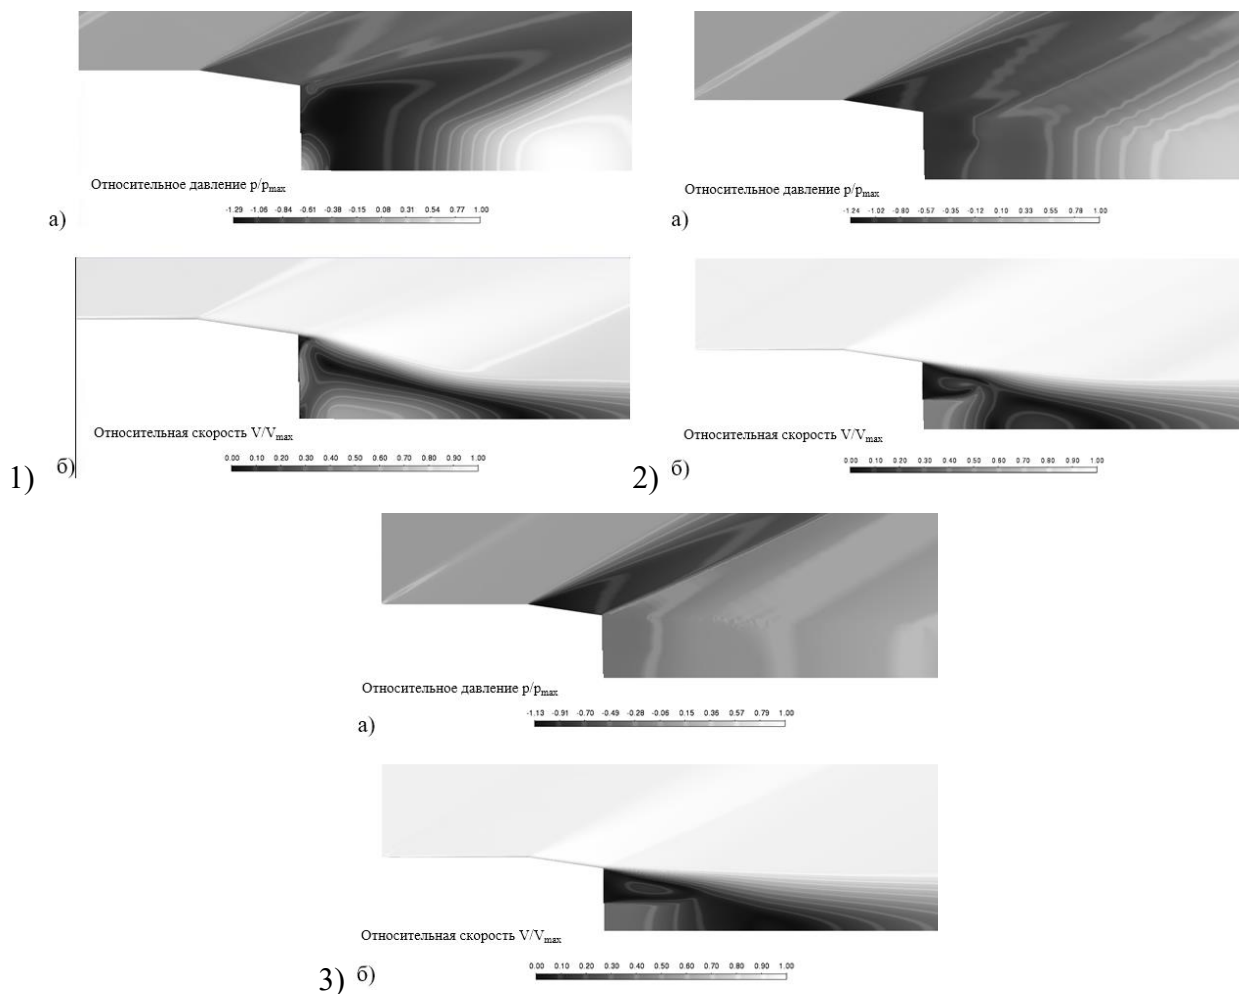 Относительное давление p/pmax
-1.29 -1.06 -0.84 -0.61 -0.38 -0.15 0.08 0.31 0.54 0.77 1.00
а)
Относительная скорость V/Vmax
0.00 0.10 0.20 0.30 0.40 0.50 0.60 0.70 0.80 0.90 1.00
1) б)
Относительное давление p/pmax
-1.24 -1.02 -0.80 -0.57 -0.35 -0.12 0.10 0.33 0.55 0.78 1.00
а)
Относительная скорость V/Vmax
0.00 0.10 0.20 0.30 0.40 0.50 0.60 0.70 0.80 0.90 1.00
2) б)
Относительное давление p/pmax
-1.13 -0.91 -0.70 -0.49 -0.28 -0.06 0.15 0.36 0.57 0.79 1.00
а)
Относительная скорость V/Vmax
0.00 0.10 0.20 0.30 0.40 0.50 0.60 0.70 0.80 0.90 1.00
3) б)